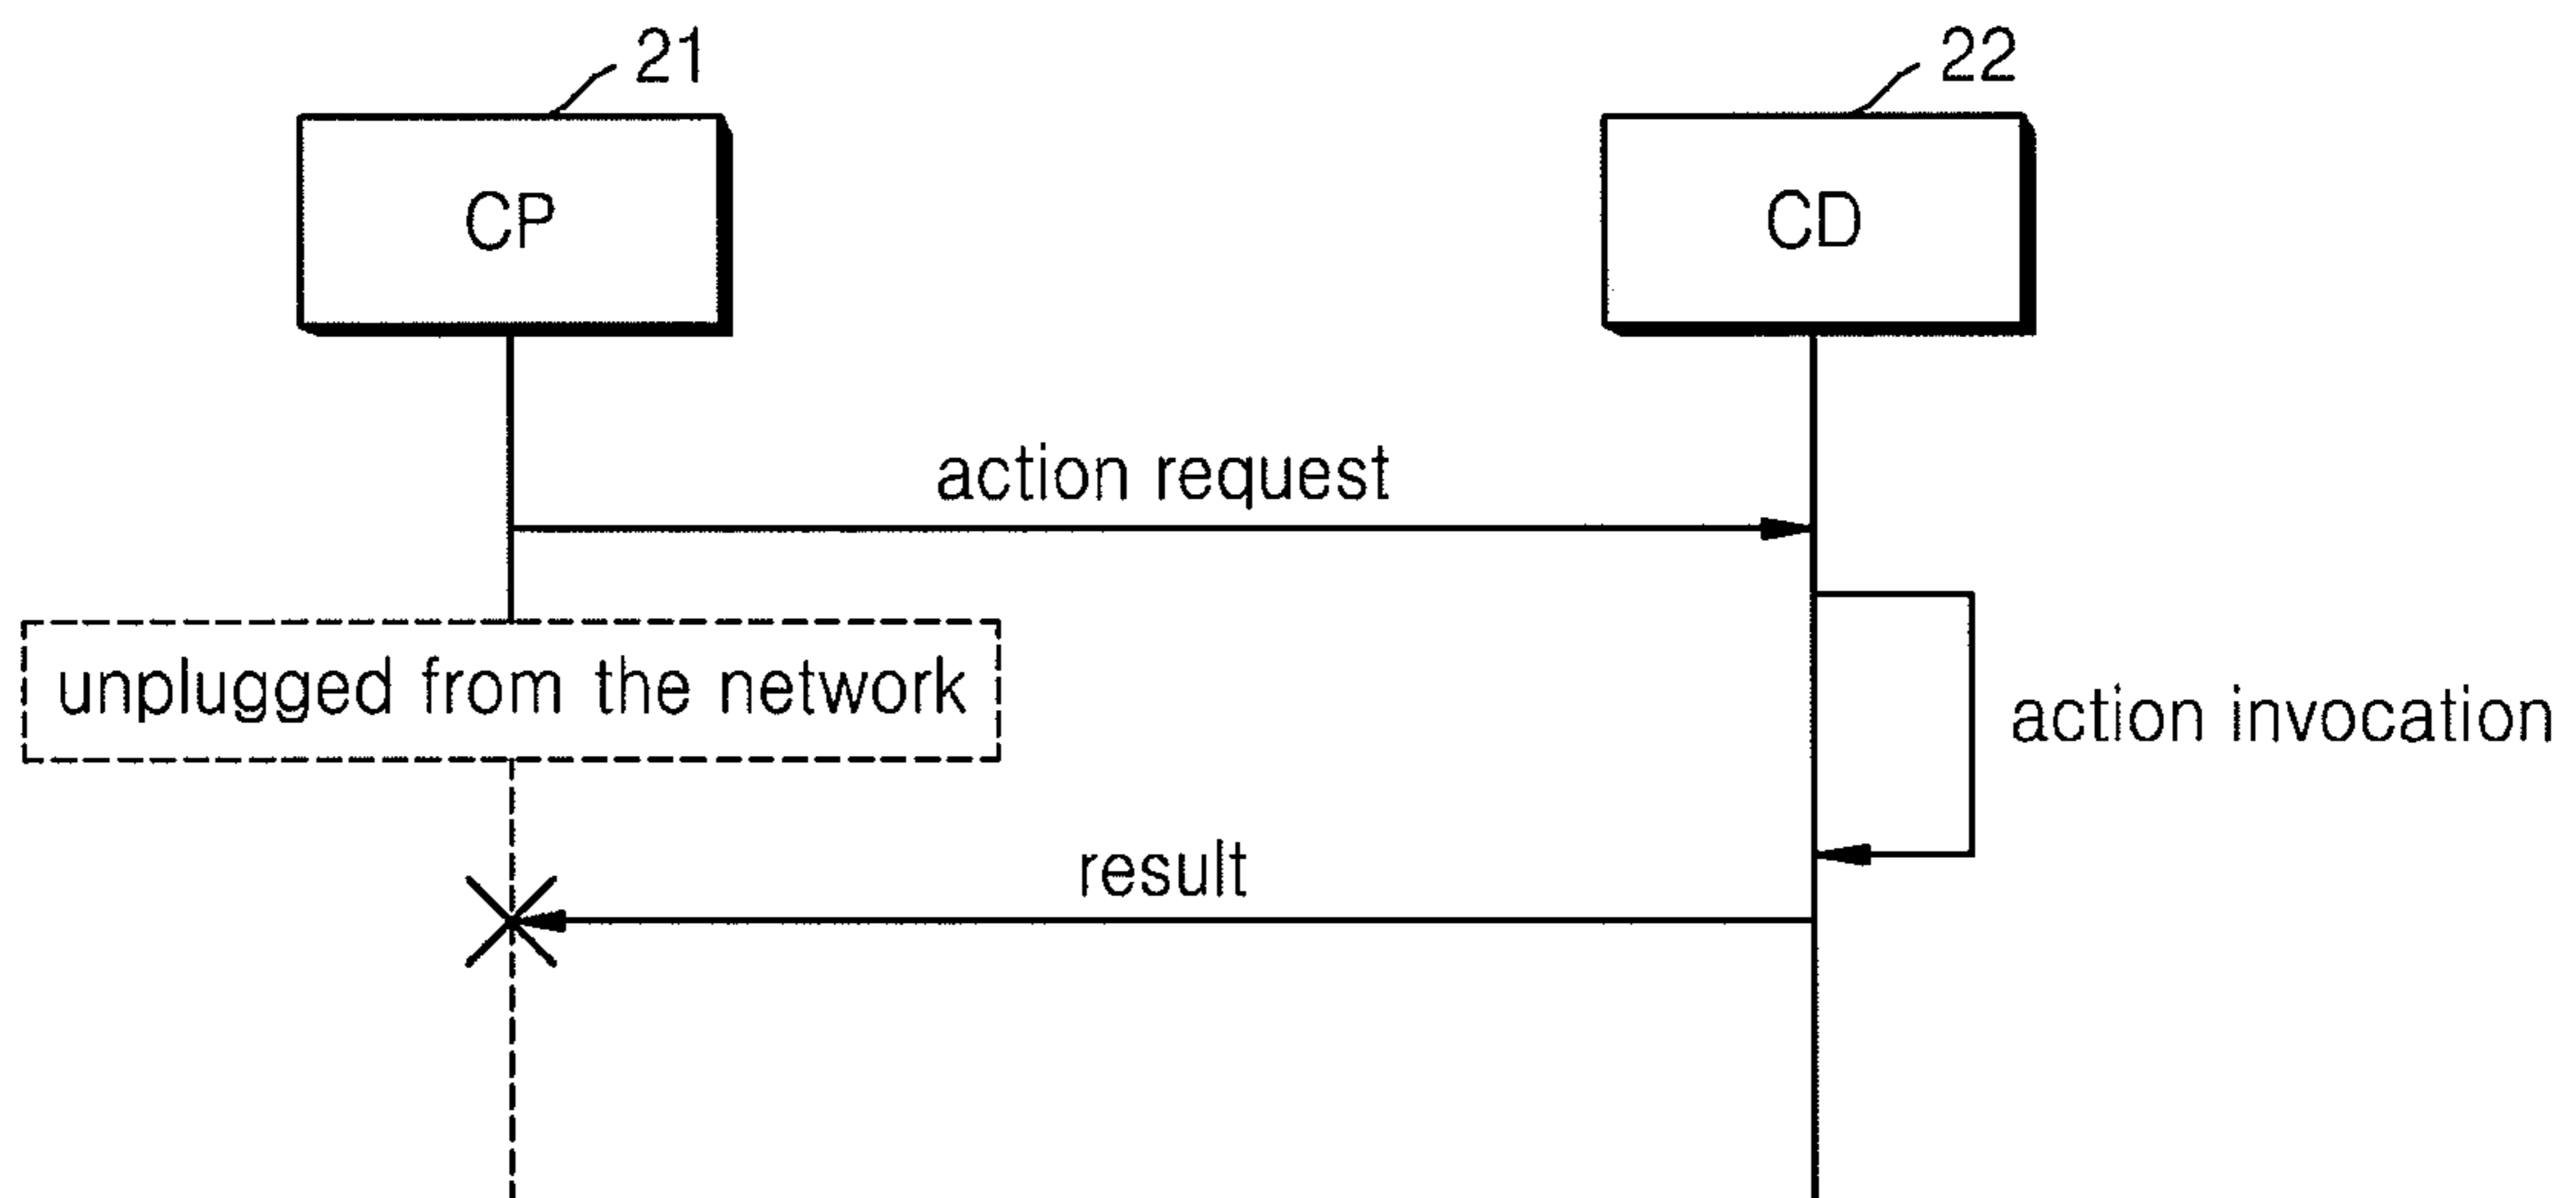 21
22
CP
CD
action request
unplugged from the network
action invocation
result